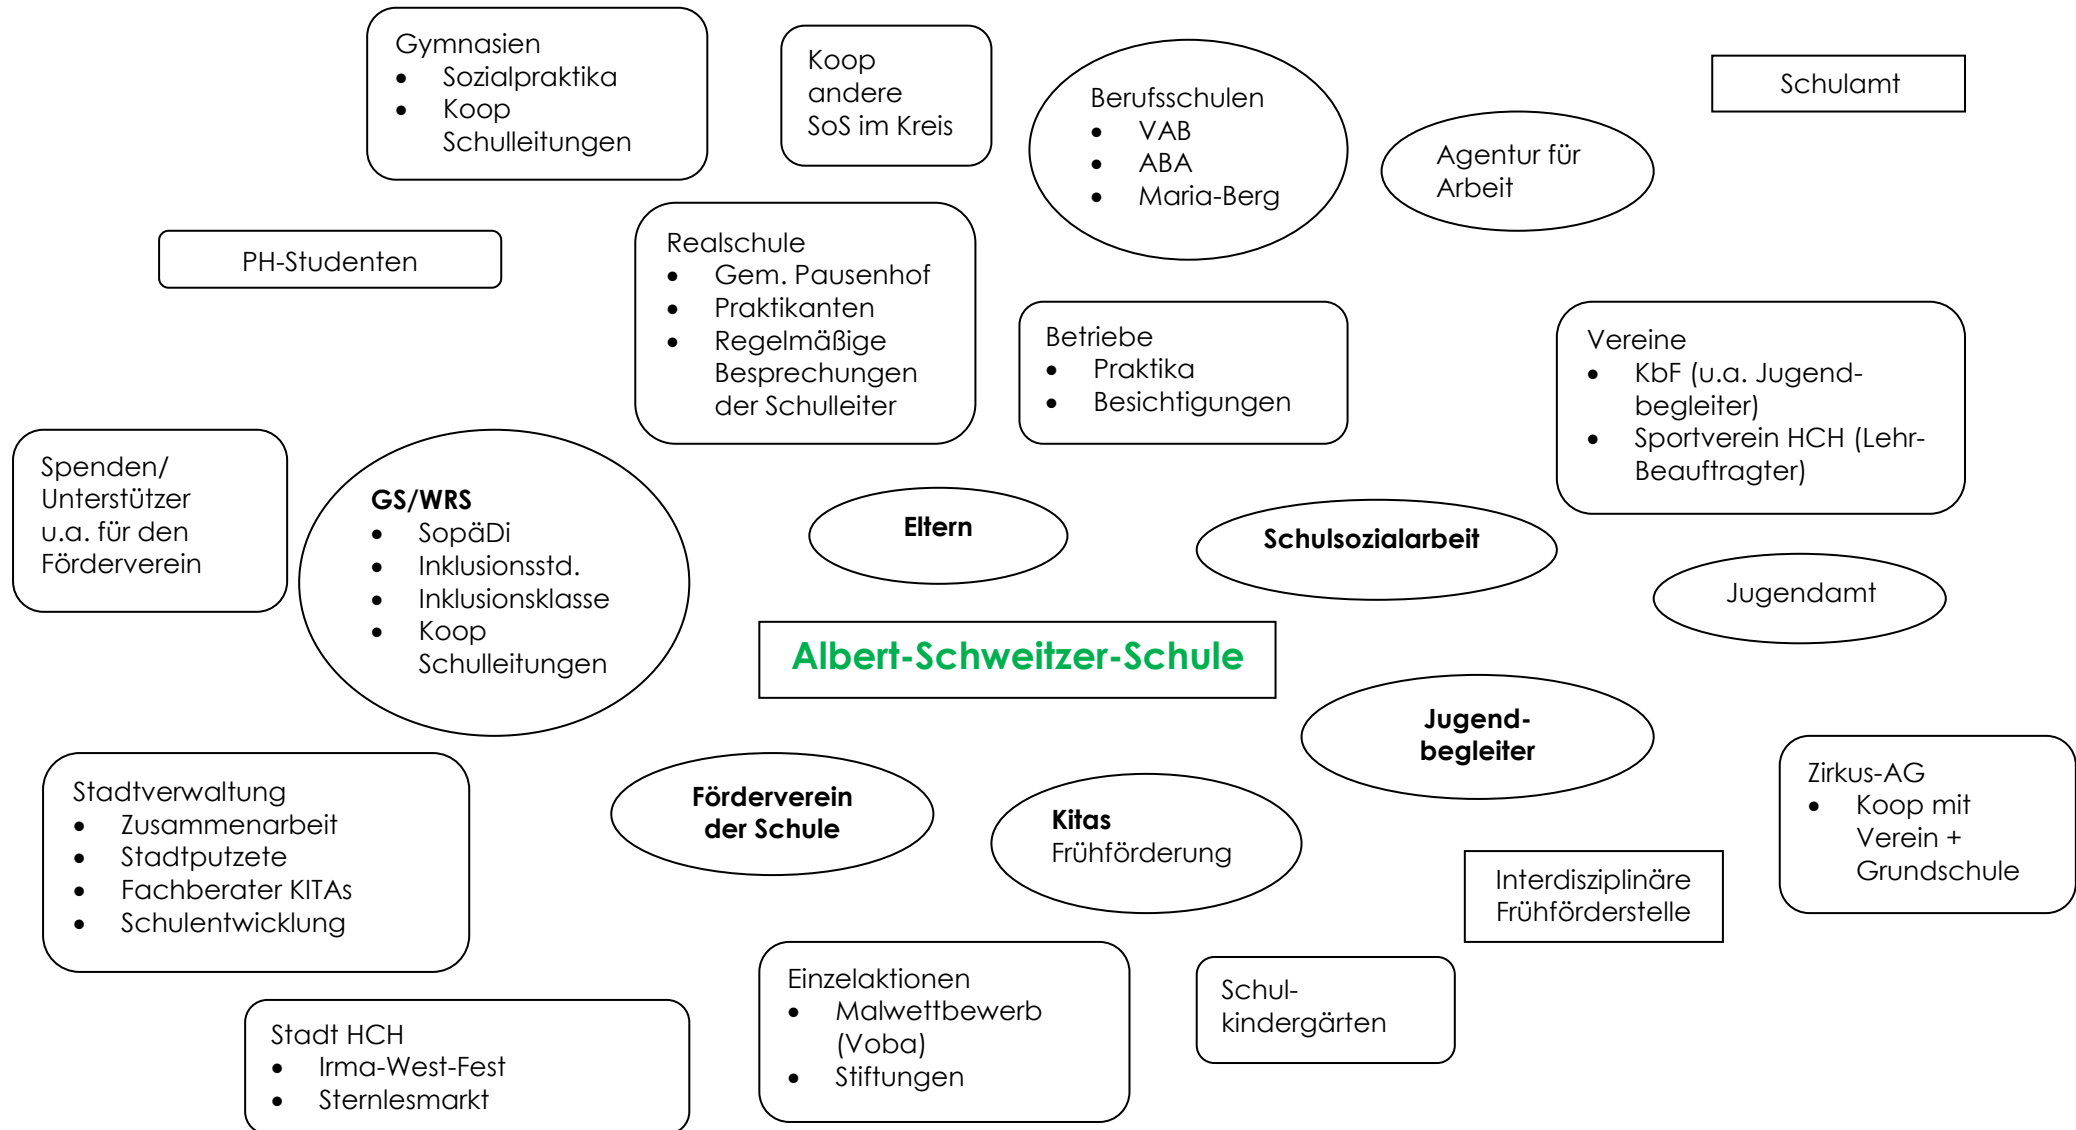 Gymnasien
• Sozialpraktika
• Koop
Schulleitungen
Koop
andere
SoS im Kreis
Berufsschulen
• VAB
• ABA
• Maria-Berg
Agentur für
Arbeit
Schulamt
PH-Studenten
Realschule
• Gem. Pausenhof
• Praktikanten
• Regelmäßige
Besprechungen
der Schulleiter
Betriebe
• Praktika
• Besichtigungen
Vereine
• KbF (u.a. Jugend-
begleiter)
• Sportverein HCH (Lehr-
Beauftragter)
Spenden/
Unterstützer
u.a. für den
Förderverein
GS/WRS
• SopäDi
• Inklusionsstd.
• Inklusionsklasse
• Koop
Schulleitungen
Eltern
Schulsozialarbeit
Jugendamt
Albert-Schweitzer-Schule
Jugend-
begleiter
Stadtverwaltung
• Zusammenarbeit
• Stadtputzete
• Fachberater KITAs
• Schulentwicklung
Förderverein
der Schule
Kitas
Frühförderung
Interdisziplinäre
Frühförderstelle
Zirkus-AG
• Koop mit
Verein +
Grundschule
Stadt HCH
• Irma-West-Fest
• Sternlesmarkt
Einzelaktionen
• Malwettbewerb
(Voba)
• Stiftungen
Schul-
kindergärten